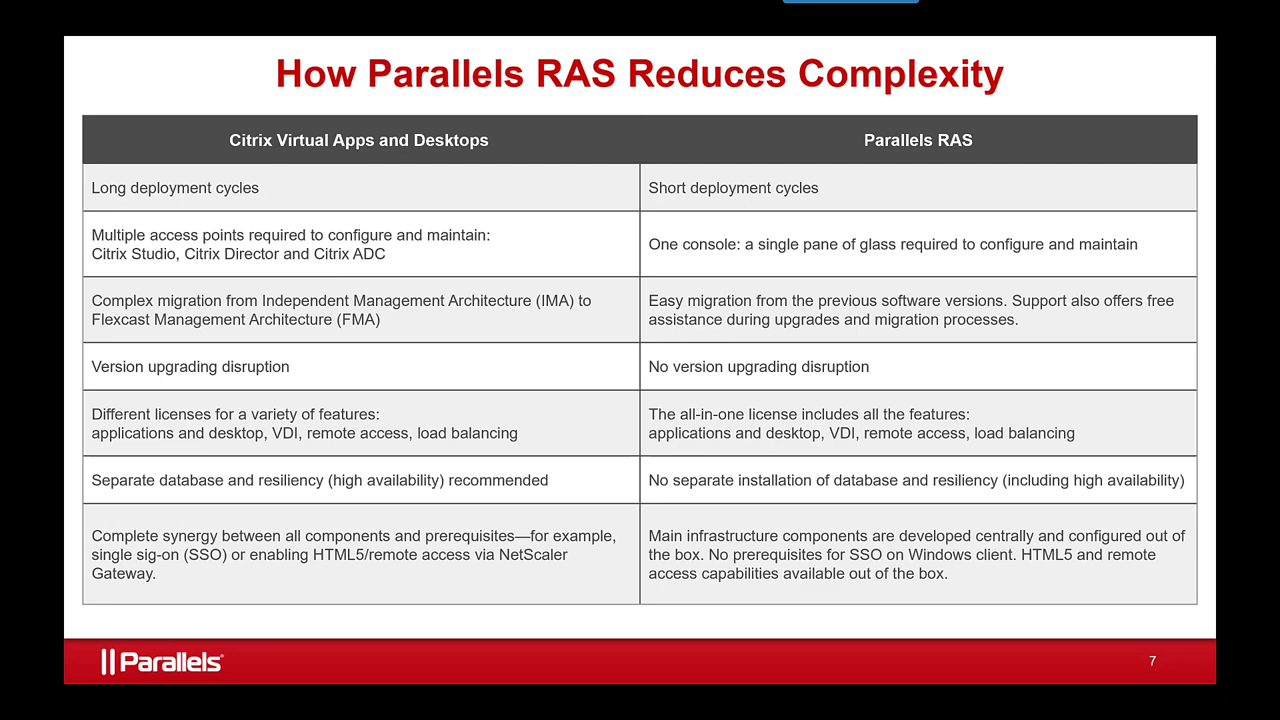 How Parallels RAS Reduces Complexity
Citrix Virtual Apps and Desktops
Parallels RAS
Long deployment cycles
Short deployment cycles
Multiple access points required to configure and maintain:
Citrix Studio, Citrix Director and Citrix ADC
One console: a single pane of glass required to configure and maintain
Complex migration from Independent Management Architecture (IMA) to
Flexcast Management Architecture (FMA)
Easy migration from the previous software versions. Support also offers free
assistance during upgrades and migration processes.
Version upgrading disruption
No version upgrading disruption
Different licenses for a variety of features:
applications and desktop, VDI, remote access, load balancing
The all-in-one license includes all the features:
applications and desktop, VDI, remote access, load balancing
Separate database and resiliency (high availability) recommended
No separate installation of database and resiliency (including high availability)
Complete synergy between all components and prerequisites—for example,
single sig-on (SSO) or enabling HTML5/remote access via NetScaler
Gateway.
Main infrastructure components are developed centrally and configured out of
the box. No prerequisites for SSO on Windows client. HTML5 and remote
access capabilities available out of the box.
Parallels®
7